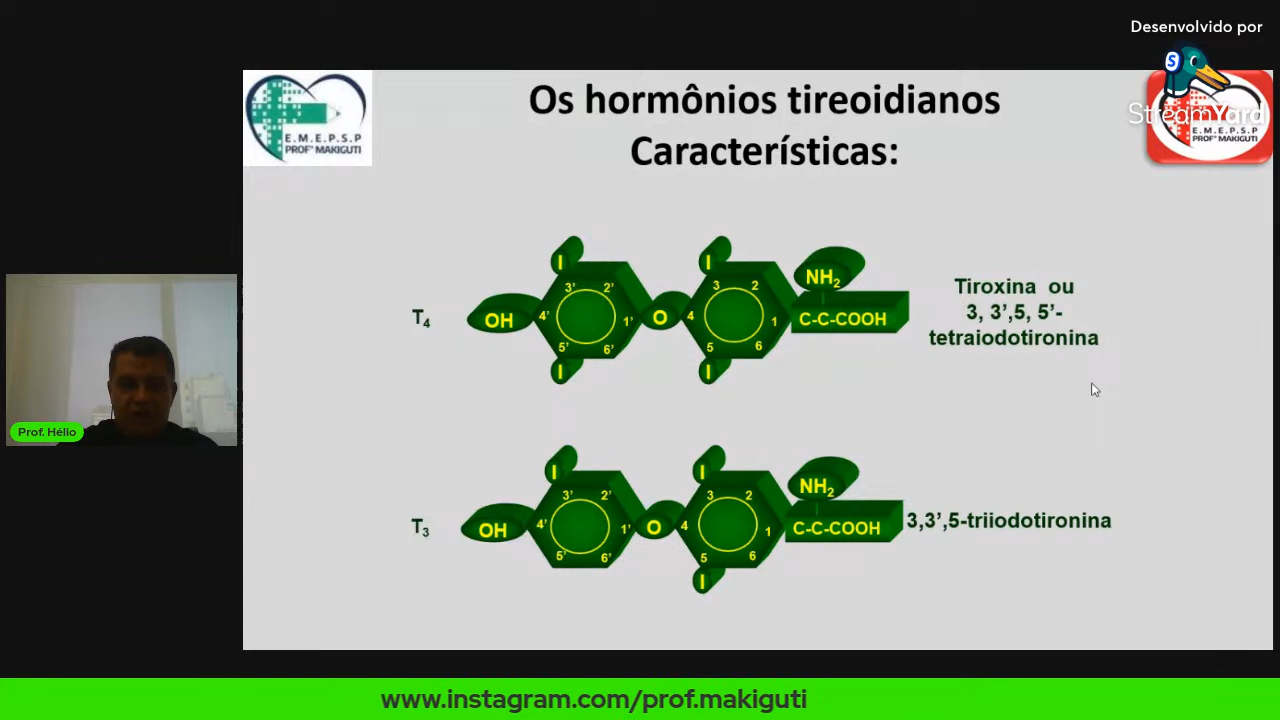 Desenvolvido por
S
StreamYard
E.M.E.P.S.P
PROFº MAKIGUTI
E.M.E.P.S.P
PROFº MAKIGUTI
Os hormônios tireoidianos
Características:
T4
OH
4’
I
3’
2’
1’
5’
6’
I
O
I
3
2
4
1
5
6
I
NH2
C-C-COOH
Tiroxina ou
3, 3’,5, 5’-
tetraiodotironina
T3
OH
4’
I
3’
2’
1’
5’
6’
O
I
3
2
4
1
5
6
I
NH2
C-C-COOH
3,3’,5-triiodotironina
Prof. Hélio
www.instagram.com/prof.makiguti